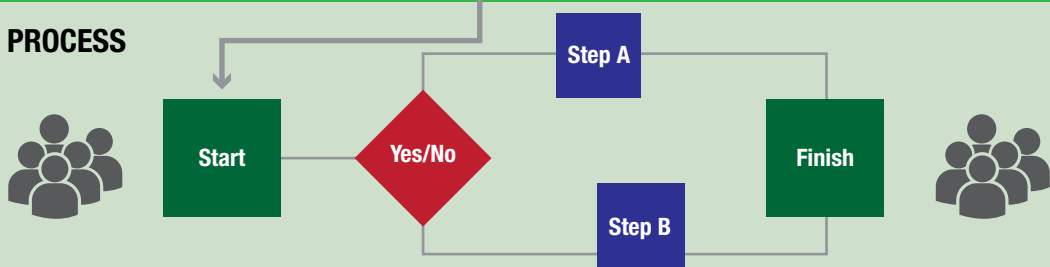 PROCESS
Step A
Start
Yes/No
Finish
Step B